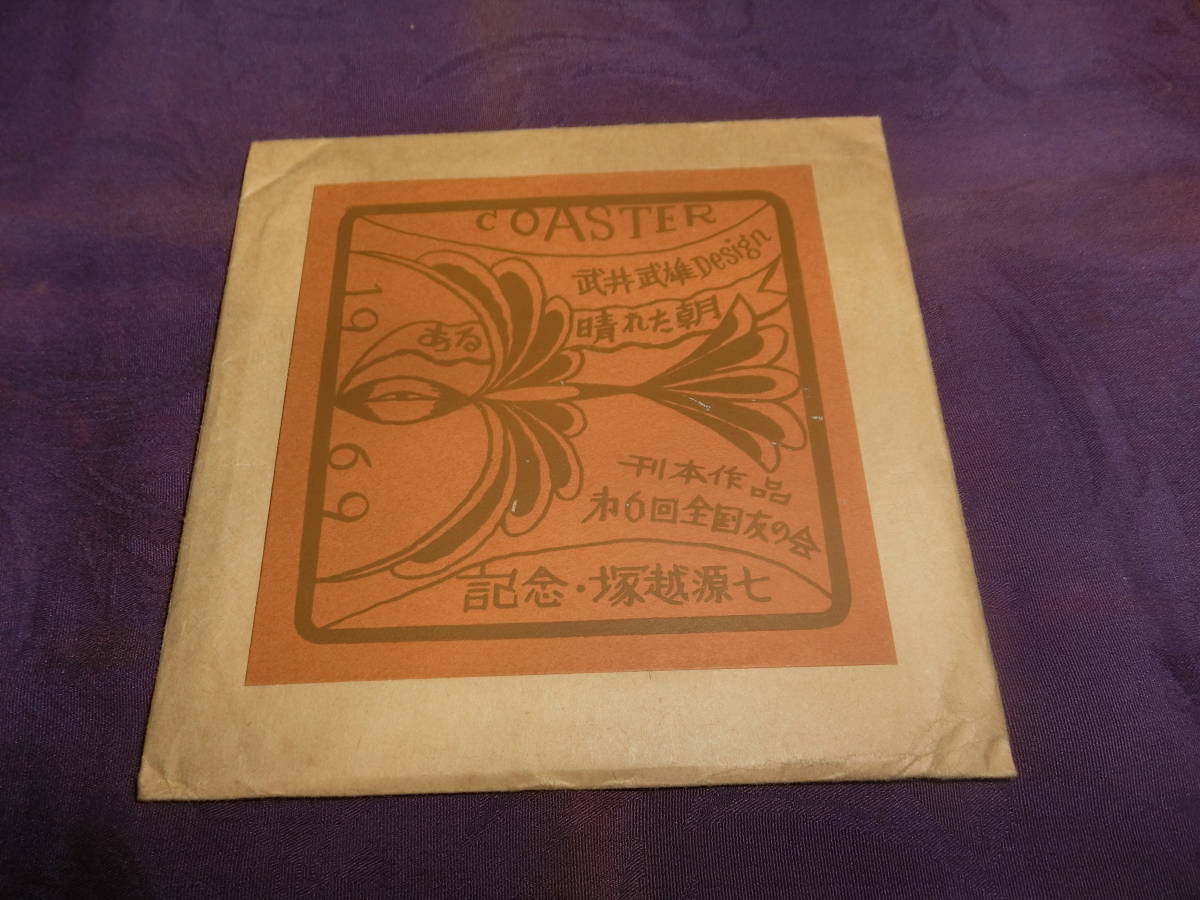 COASTER
武井武雄Design
ある晴れた朝
1969
刊本作品
才6回全国友の会
記念・塚越源七